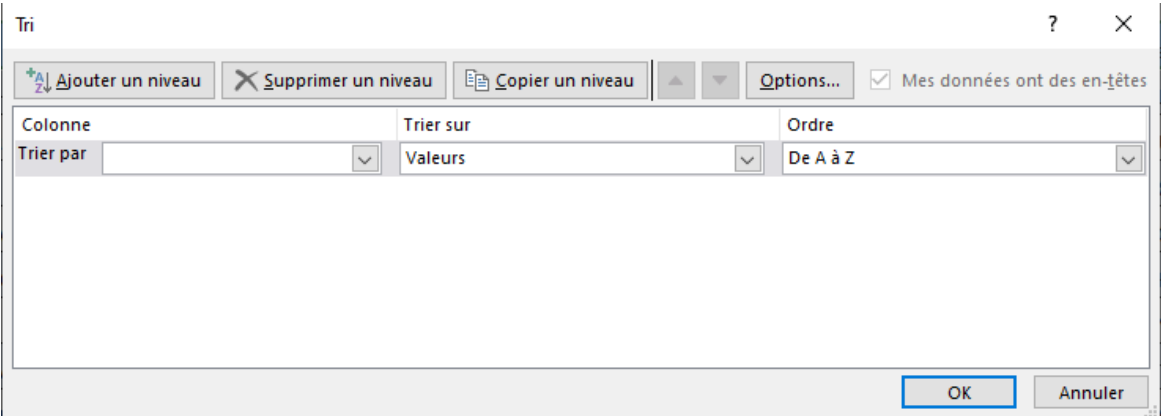 Tri ?
Ajouter un niveau Supprimer un niveau Copier un niveau Options... Mes données ont des en-têtes
Colonne Trier sur Ordre
Trier par Valeurs De A à Z
OK Annuler